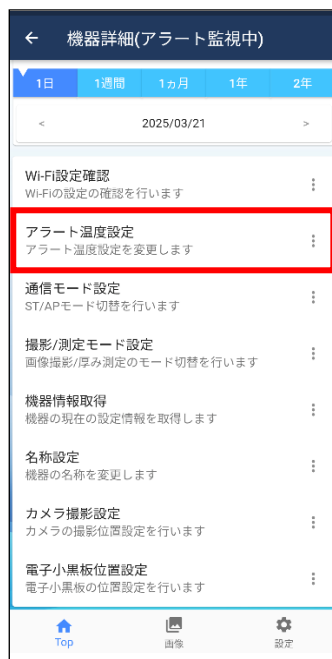 ← 機器詳細(アラート監視中)
1日 1週間 1ヵ月 1年 2年
< 2025/03/21 >
Wi-Fi設定確認
Wi-Fiの設定の確認を行います
アラート温度設定
アラート温度設定を変更します
通信モード設定
ST/APモード切替を行います
撮影/測定モード設定
画像撮影/厚み測定のモード切替を行います
機器情報取得
機器の現在の設定情報を取得します
名称設定
機器の名称を変更します
カメラ撮影設定
カメラの撮影位置設定を行います
電子小黒板位置設定
電子小黒板の位置設定を行います
Top 画像 設定